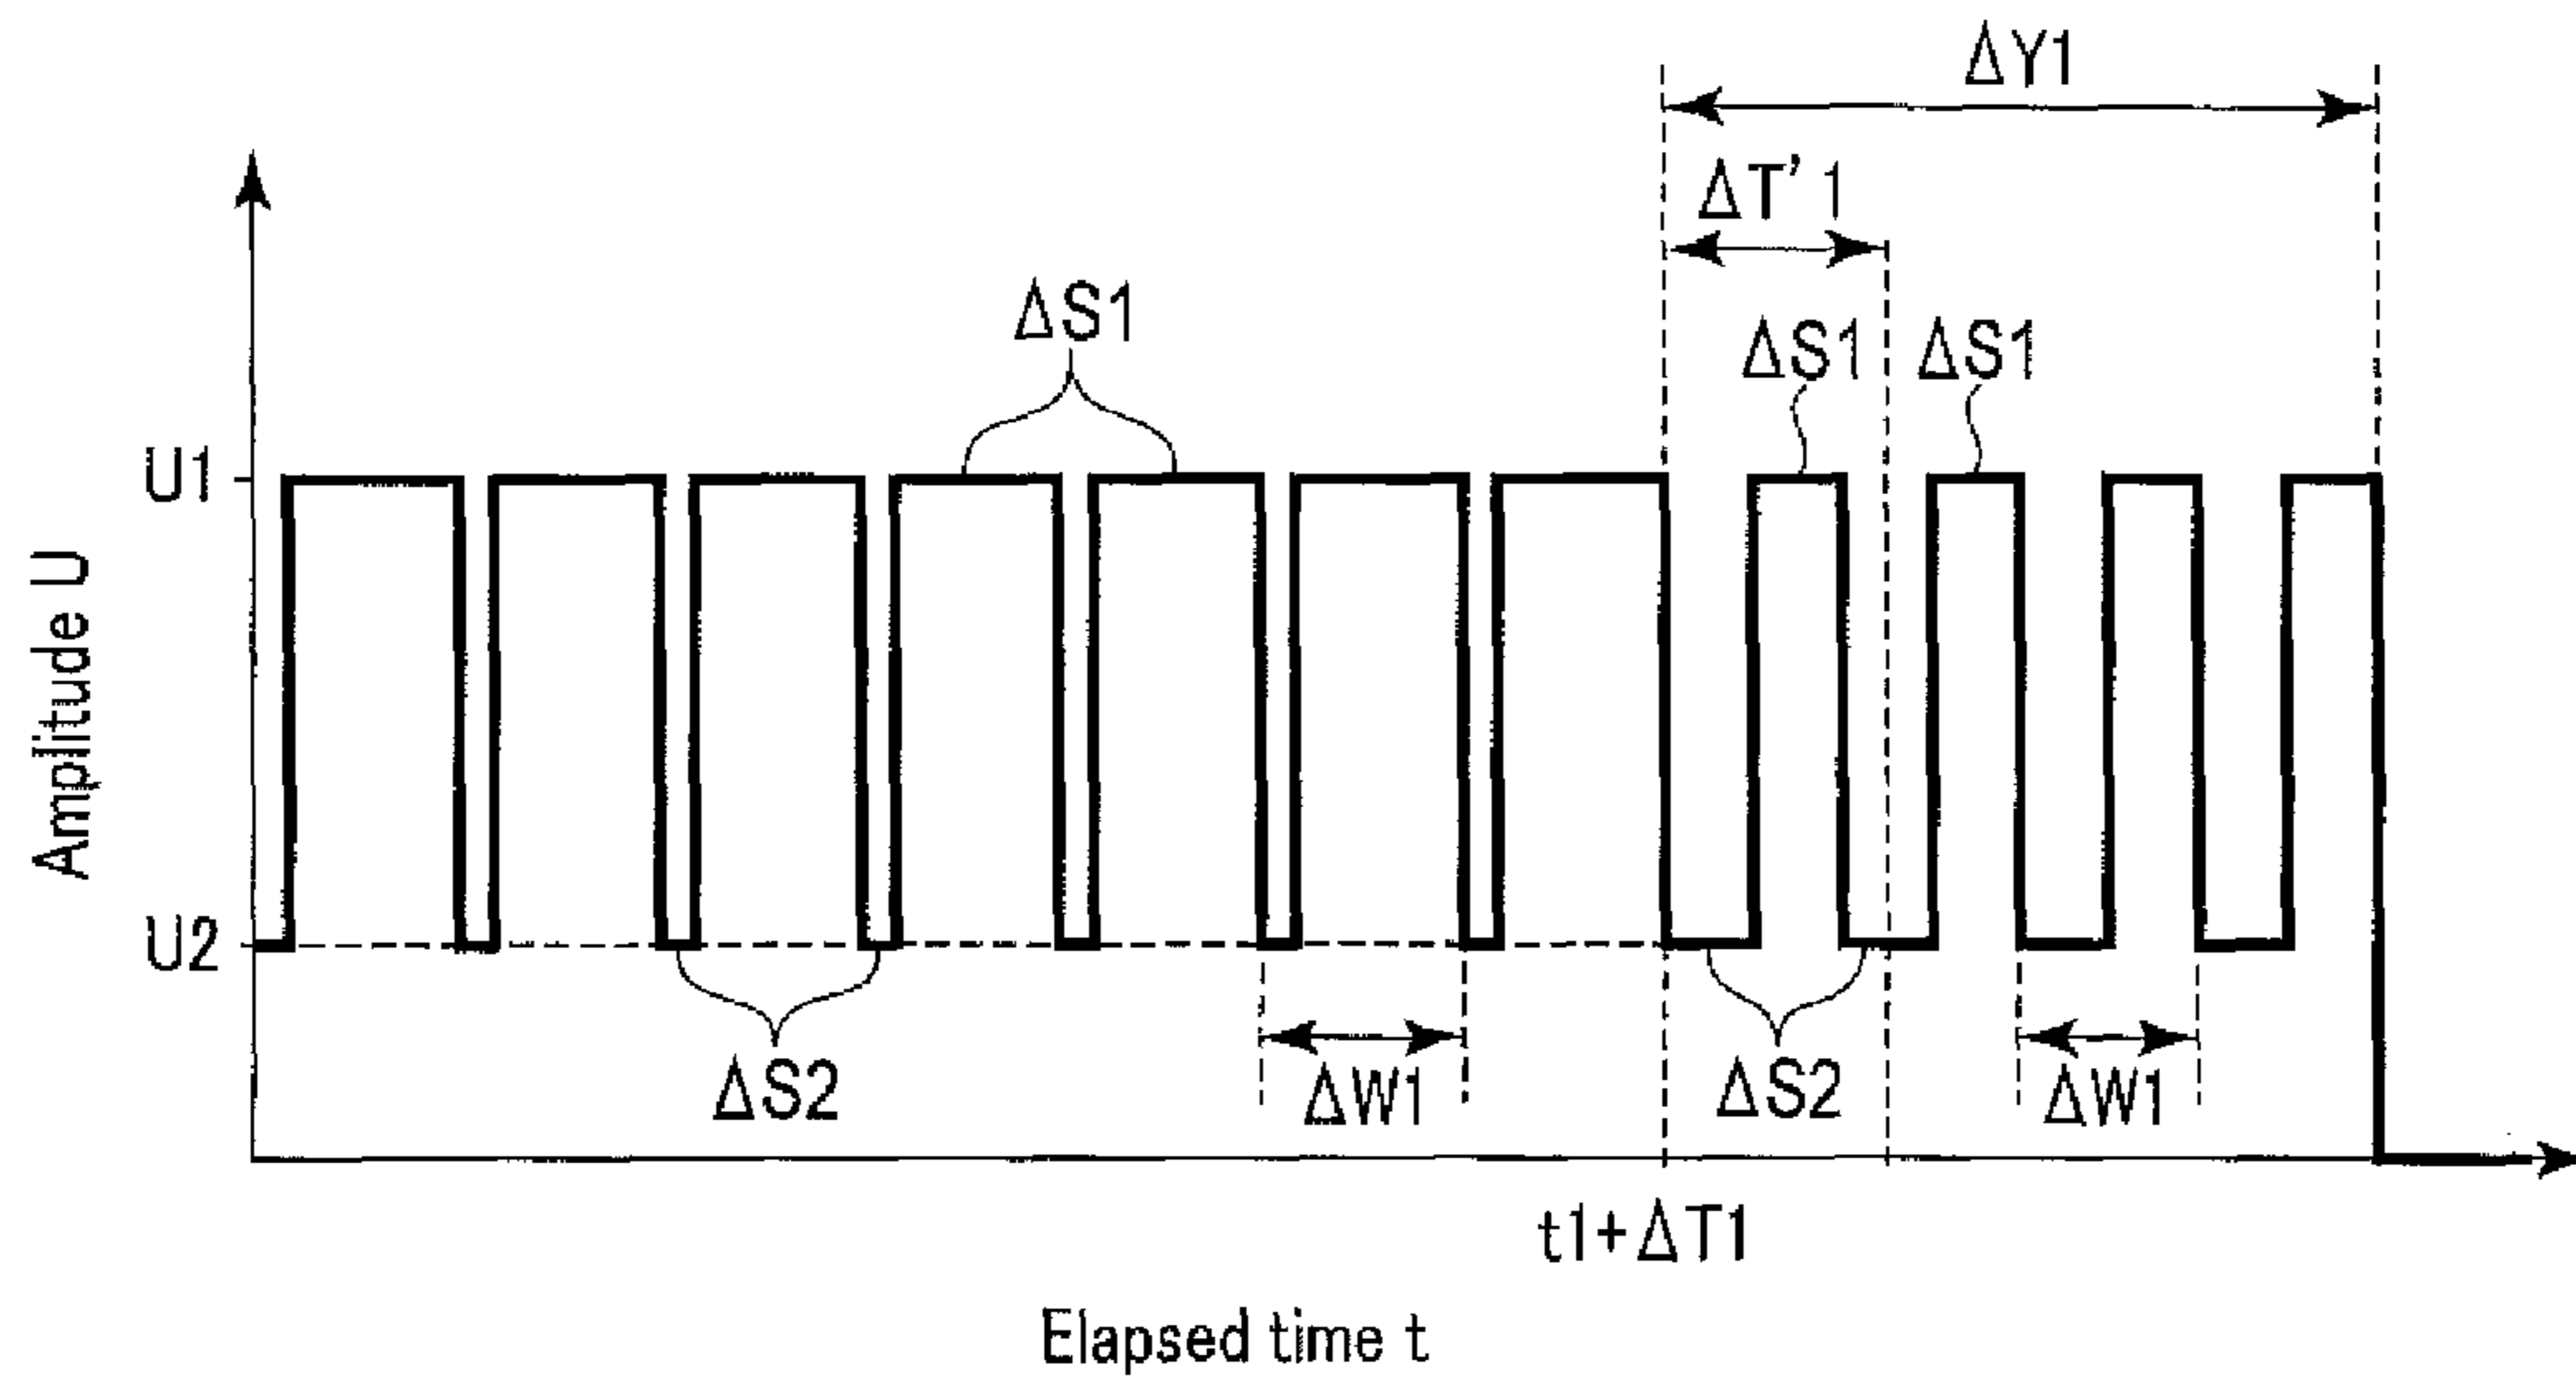 ΔY1
ΔT'1
ΔS1
ΔS1 ΔS1
U1
Amplitude U
U2
ΔS2
ΔW1
ΔS2
ΔW1
t1+ΔT1
Elapsed time t